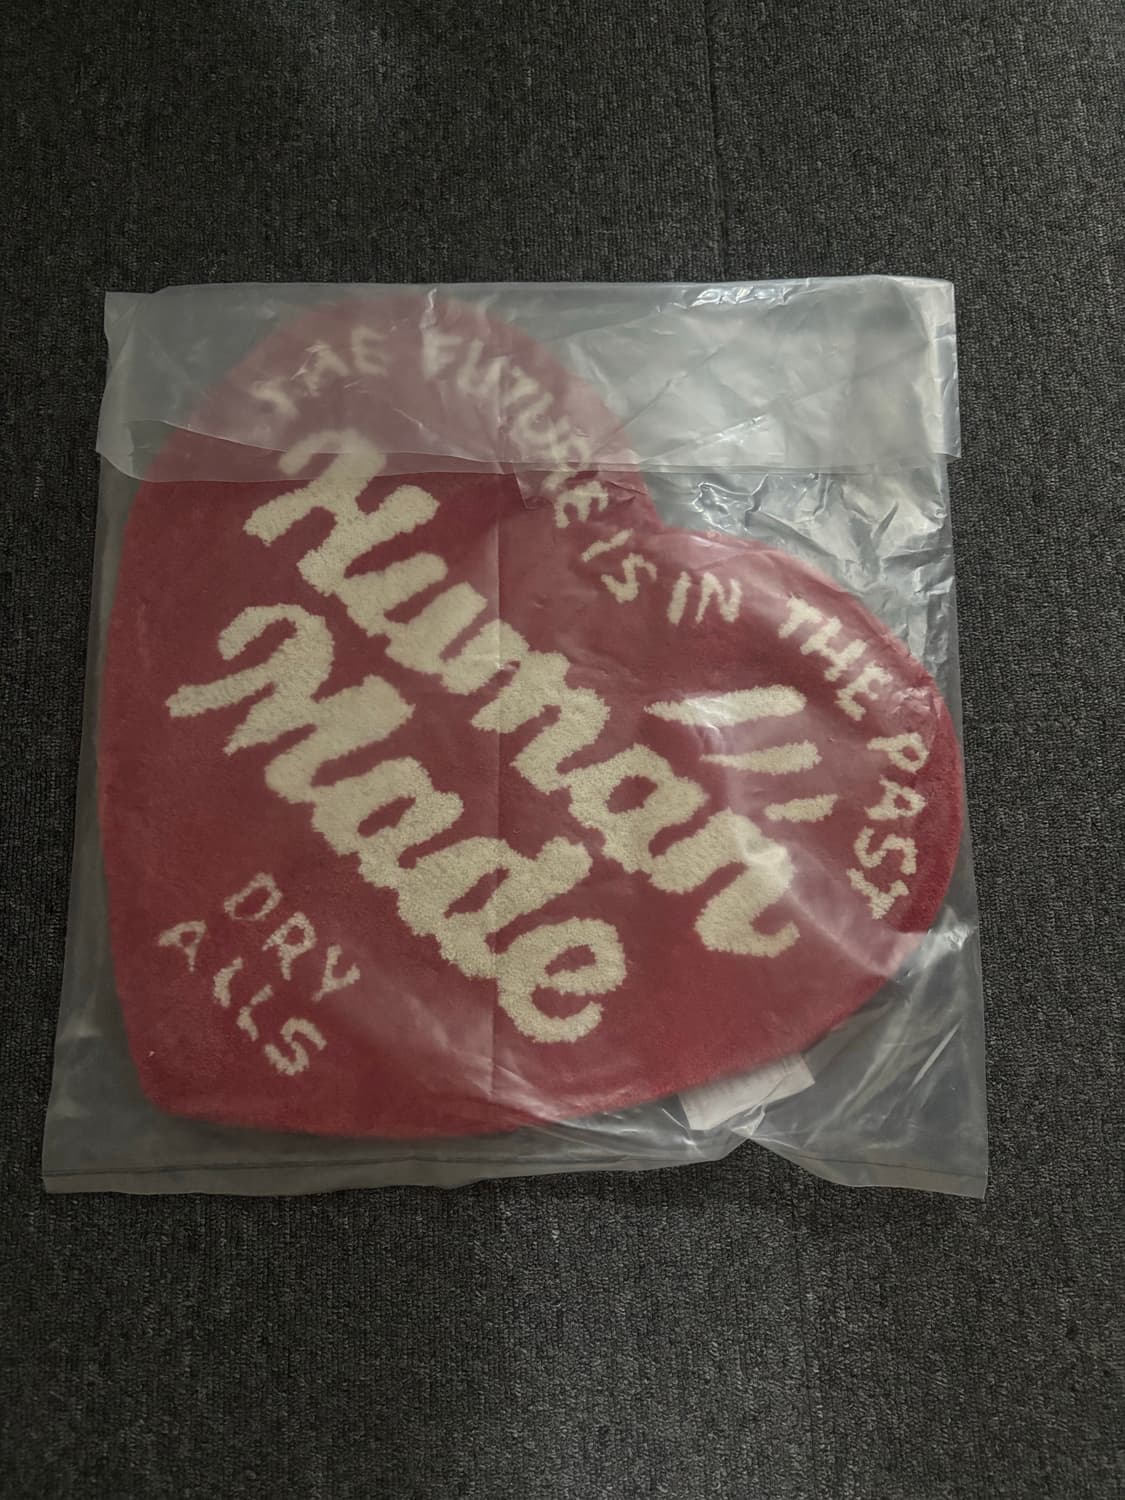 THE FUTURE IS IN THE PAST
Human
Made
DRY
ALLS